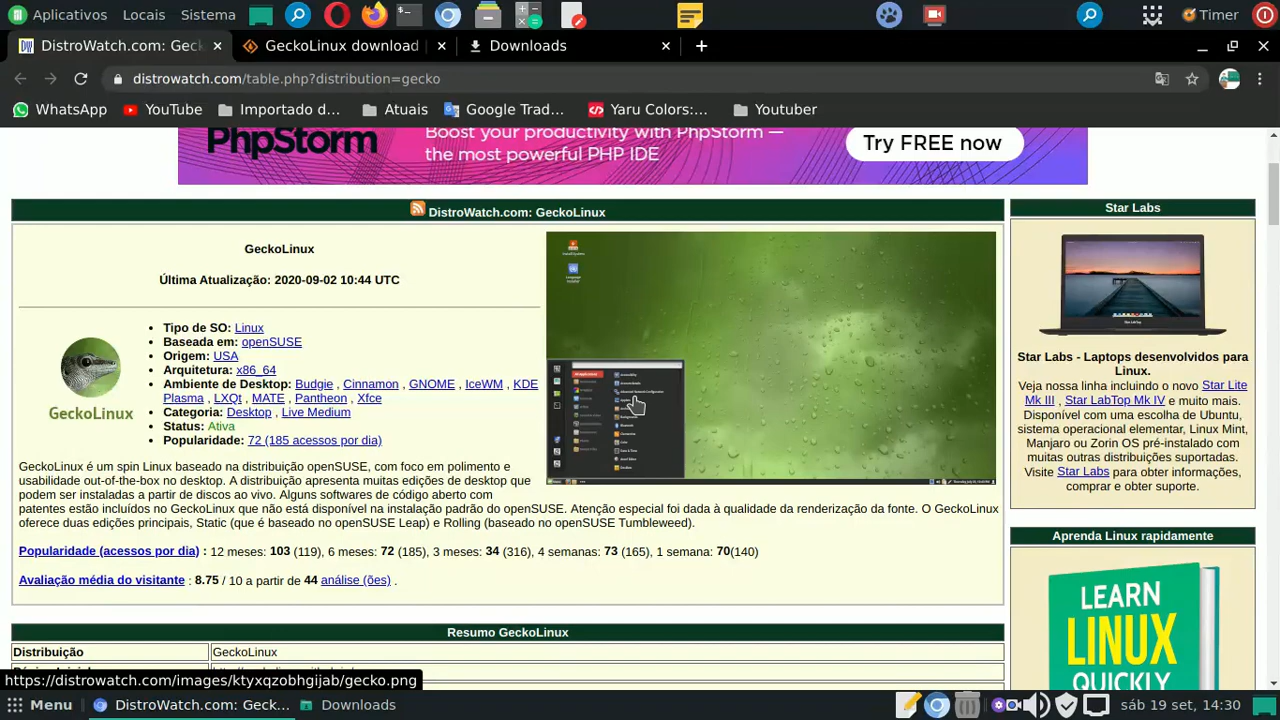 Aplicativos Locais Sistema Timer
DistroWatch.com: Geck GeckoLinux download Downloads
distrowatch.com/table.php?distribution=gecko
WhatsApp YouTube Importado d... Atuais Google Trad... Yaru Colors:... Youtuber
PhpStorm
Boost your productivity with PhpStorm —
the most powerful PHP IDE
Try FREE now
DistroWatch.com: GeckoLinux
GeckoLinux
Última Atualização: 2020-09-02 10:44 UTC
GeckoLinux
• Tipo de SO: Linux
• Baseada em: openSUSE
• Origem: USA
• Arquitetura: x86_64
• Ambiente de Desktop: Budgie , Cinnamon , GNOME , IceWM , KDE
Plasma , LXQt , MATE , Pantheon , Xfce
• Categoria: Desktop , Live Medium
• Status: Ativa
• Popularidade: 72 (185 acessos por dia)
GeckoLinux é um spin Linux baseado na distribuição openSUSE, com foco em polimento e
usabilidade out-of-the-box no desktop. A distribuição apresenta muitas edições de desktop
que podem ser instaladas a partir de discos ao vivo. Alguns softwares de código aberto com
patentes estão incluídos no GeckoLinux que não está disponível na instalação padrão do openSUSE. Atenção especial foi dada à qualidade da renderização da fonte. O GeckoLinux
oferece duas edições principais, Static (que é baseado no openSUSE Leap) e Rolling (baseado no openSUSE Tumbleweed).
Popularidade (acessos por dia) : 12 meses: 103 (119), 6 meses: 72 (185), 3 meses: 34 (316), 4 semanas: 73 (165), 1 semana: 70(140)
Avaliação média do visitante : 8.75 / 10 a partir de 44 análise (ões) .
Resumo GeckoLinux
Distribuição GeckoLinux
Star Labs
Star Labs - Laptops desenvolvidos para
Linux.
Veja nossa linha incluindo o novo Star Lite
Mk III , Star LabTop Mk IV e muito mais.
Disponível com uma escolha de Ubuntu,
sistema operacional elementar, Linux Mint,
Manjaro ou Zorin OS pré-instalado com
muitas outras distribuições suportadas.
Visite Star Labs para obter informações,
comprar e obter suporte.
Aprenda Linux rapidamente
LEARN
LINUX
QUICKLY
https://distrowatch.com/images/ktyxqzobhgijab/gecko.png
Menu DistroWatch.com: Geck... Downloads sáb 19 set, 14:30